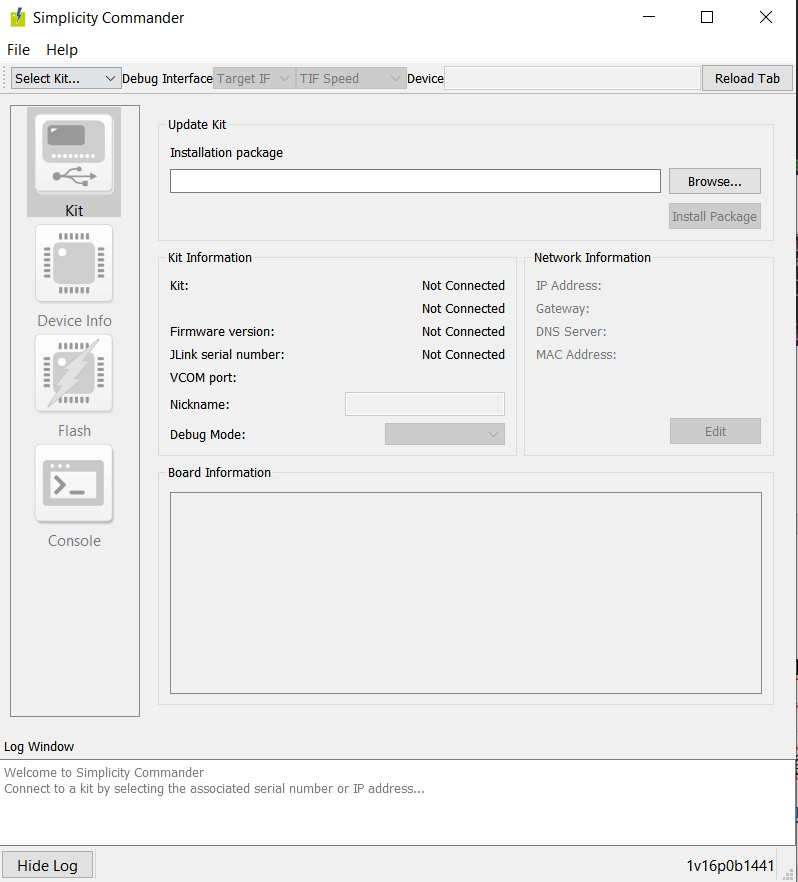 Simplicity Commander
File Help
Select Kit... Debug Interface Target IF TIF Speed Device Reload Tab
Kit
Device Info
Flash
Console
Update Kit
Installation package
Browse...
Install Package
Kit Information
Kit: Not Connected
Not Connected
Firmware version: Not Connected
JLink serial number: Not Connected
VCOM port:
Nickname:
Debug Mode:
Network Information
IP Address:
Gateway:
DNS Server:
MAC Address:
Edit
Board Information
Log Window
Welcome to Simplicity Commander
Connect to a kit by selecting the associated serial number or IP address...
Hide Log 1v16p0b1441